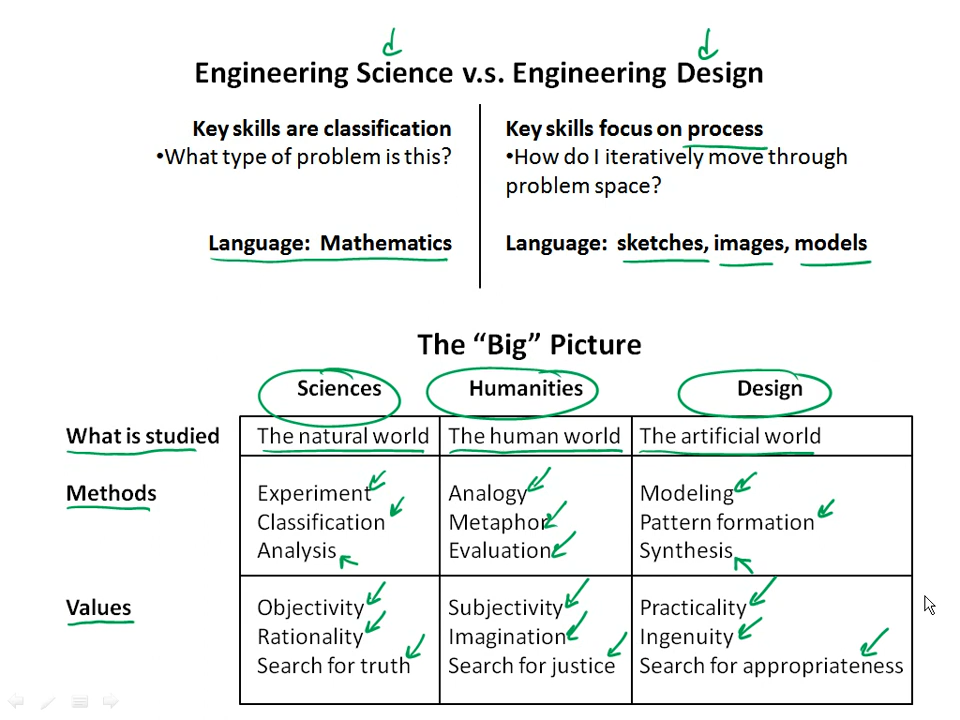 Engineering Science v.s. Engineering Design
Key skills are classification
•What type of problem is this?
Language: Mathematics
Key skills focus on process
•How do I iteratively move through
problem space?
Language: sketches, images, models
The “Big” Picture
Sciences Humanities Design
What is studied The natural world The human world The artificial world
Methods Experiment Analogy Modeling
Classification Metaphor Pattern formation
Analysis Evaluation Synthesis
Values Objectivity Subjectivity Practicality
Rationality Imagination Ingenuity
Search for truth Search for justice Search for appropriateness